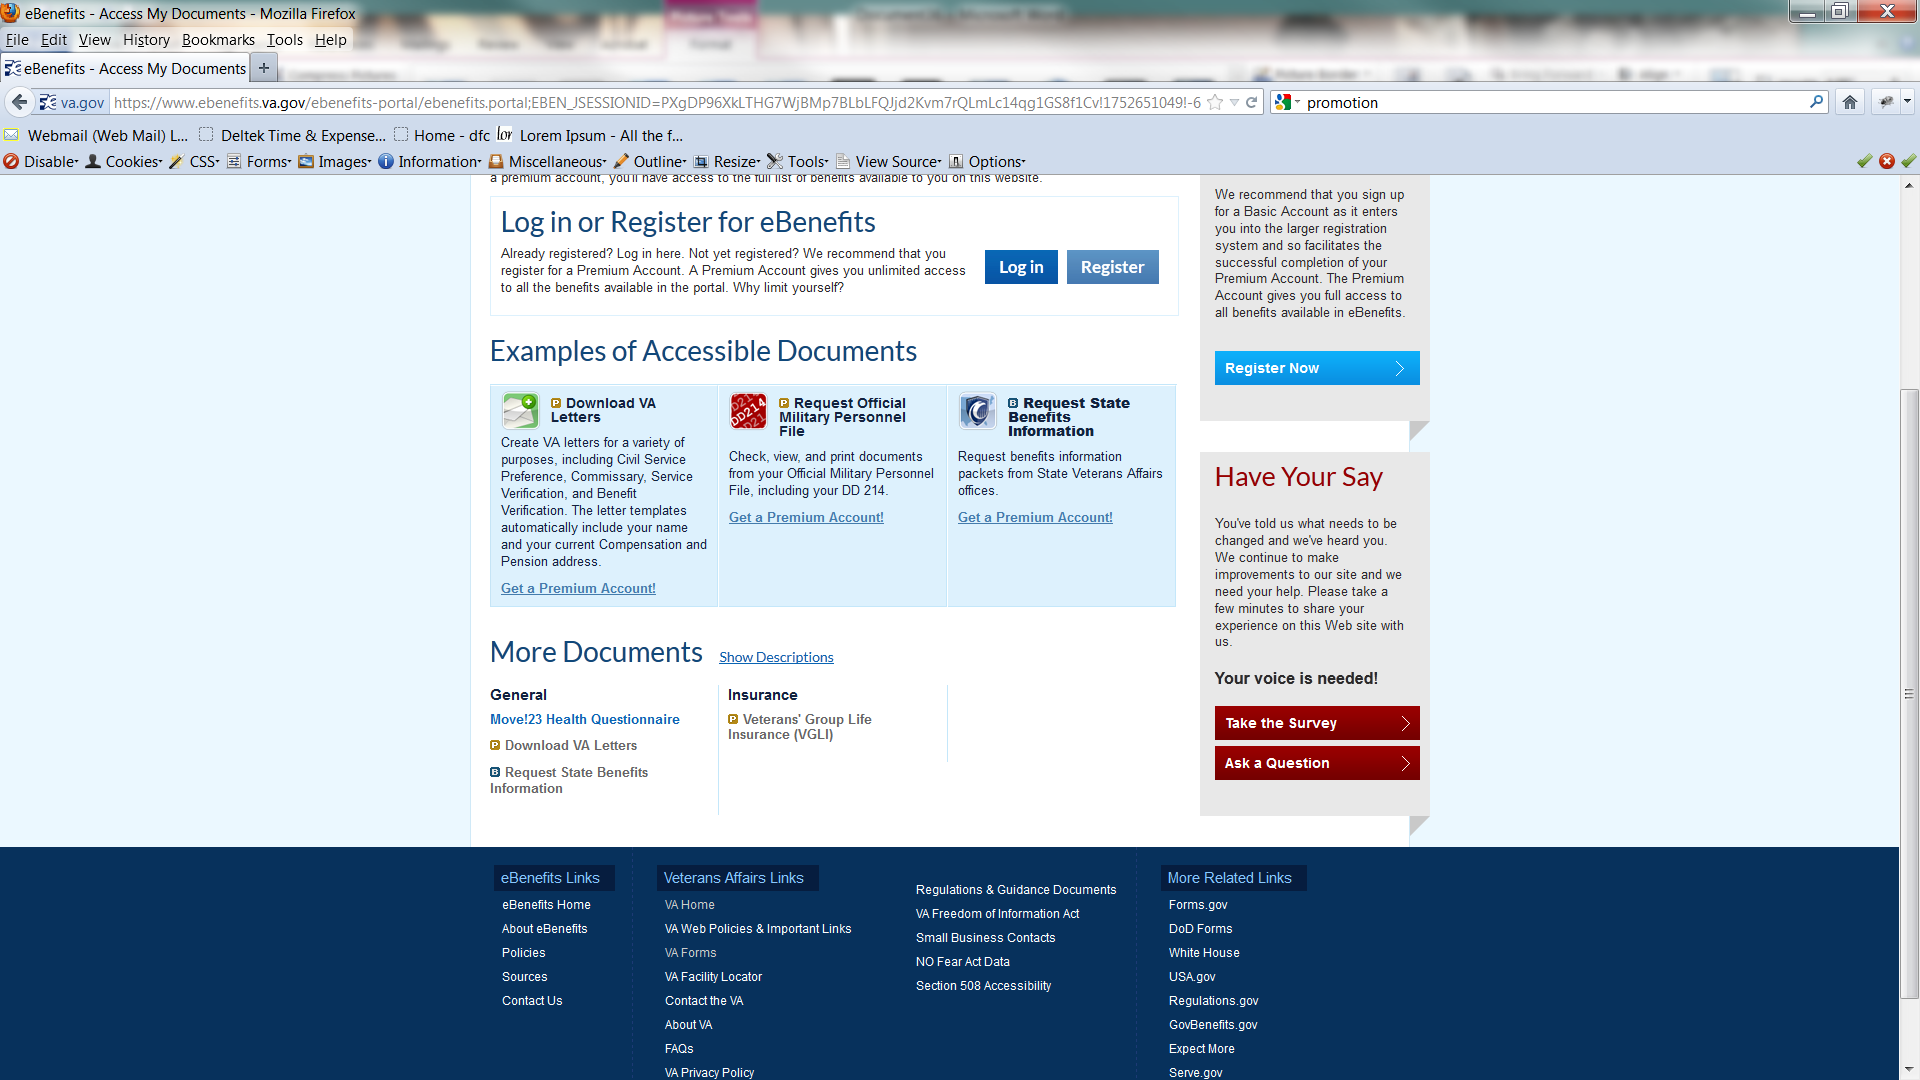 eBenefits - Access My Documents - Mozilla Firefox
File Edit View History Bookmarks Tools Help
eBenefits - Access My Documents +
va.gov https://www.ebenefits.va.gov/ebenefits-portal/ebenefits.portal;EBEN_JSESSIONID=PXgDP96XkLTHG7WjBMp7BLbLFQJjd2Kvm7rQLmLc14qg1GS8f1Cv!1752651049!-6 promotion
Webmail (Web Mail) L... Deltek Time & Expense... Home - dfc lor Lorem Ipsum - All the f...
Disable Cookies CSS Forms Images Information Miscellaneous Outline Resize Tools View Source Options
a premium account, you'll have access to the full list of benefits available to you on this website.
Log in or Register for eBenefits
Already registered? Log in here. Not yet registered? We recommend that you
register for a Premium Account. A Premium Account gives you unlimited access
to all the benefits available in the portal. Why limit yourself?
Log in Register
Examples of Accessible Documents
P Download VA
Letters
Create VA letters for a variety of
purposes, including Civil Service
Preference, Commissary, Service
Verification, and Benefit
Verification. The letter templates
automatically include your name
and your current Compensation and
Pension address.
Get a Premium Account!
DD214
P Request Official
Military Personnel
File
Check, view, and print documents
from your Official Military Personnel
File, including your DD 214.
Get a Premium Account!
B Request State
Benefits
Information
Request benefits information
packets from State Veterans Affairs
offices.
Get a Premium Account!
More Documents Show Descriptions
General
Move!23 Health Questionnaire
P Download VA Letters
B Request State Benefits
Information
Insurance
P Veterans' Group Life
Insurance (VGLI)
We recommend that you sign up
for a Basic Account as it enters
you into the larger registration
system and so facilitates the
successful completion of your
Premium Account. The Premium
Account gives you full access to
all benefits available in eBenefits.
Register Now
Have Your Say
You've told us what needs to be
changed and we've heard you.
We continue to make
improvements to our site and we
need your help. Please take a
few minutes to share your
experience on this Web site with
us.
Your voice is needed!
Take the Survey
Ask a Question
eBenefits Links
eBenefits Home
About eBenefits
Policies
Sources
Contact Us
Veterans Affairs Links
VA Home
VA Web Policies & Important Links
VA Forms
VA Facility Locator
Contact the VA
About VA
FAQs
VA Privacy Policy
Regulations & Guidance Documents
VA Freedom of Information Act
Small Business Contacts
NO Fear Act Data
Section 508 Accessibility
More Related Links
Forms.gov
DoD Forms
White House
USA.gov
Regulations.gov
GovBenefits.gov
Expect More
Serve.gov